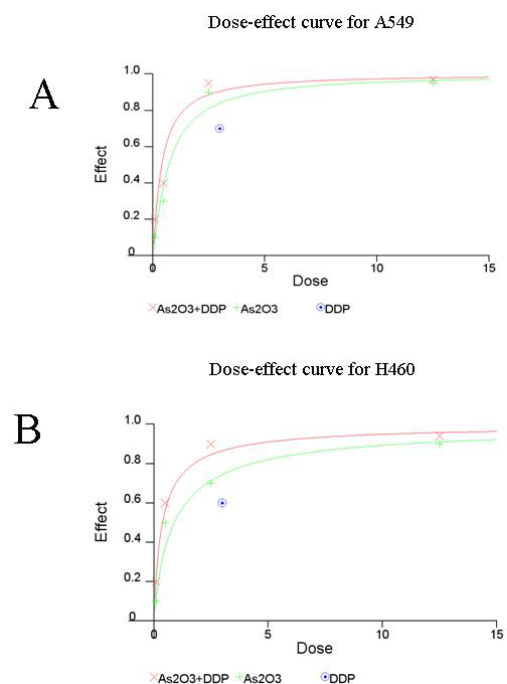 Dose-effect curve for A549
A
1.0
0.8
0.6
0.4
0.2
0
Effect
0 5 10 15
Dose
As2O3+DDP As2O3 DDP
Dose-effect curve for H460
B
1.0
0.8
0.6
0.4
0.2
0
Effect
0 5 10 15
Dose
As2O3+DDP As2O3 DDP